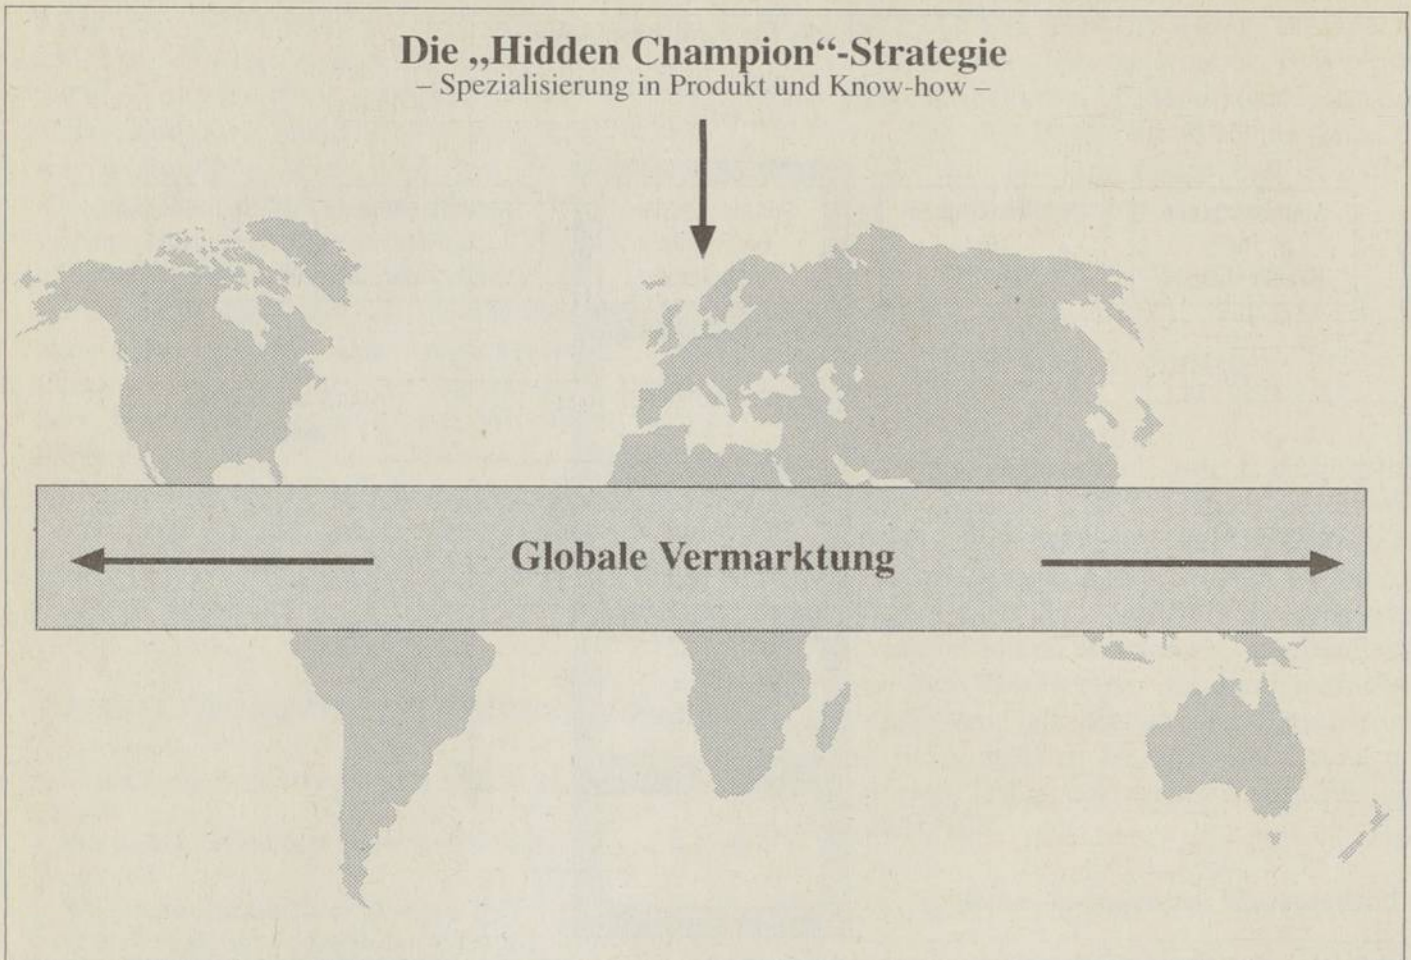 Die „Hidden Champion“-Strategie
– Spezialisierung in Produkt und Know-how –
Globale Vermarktung